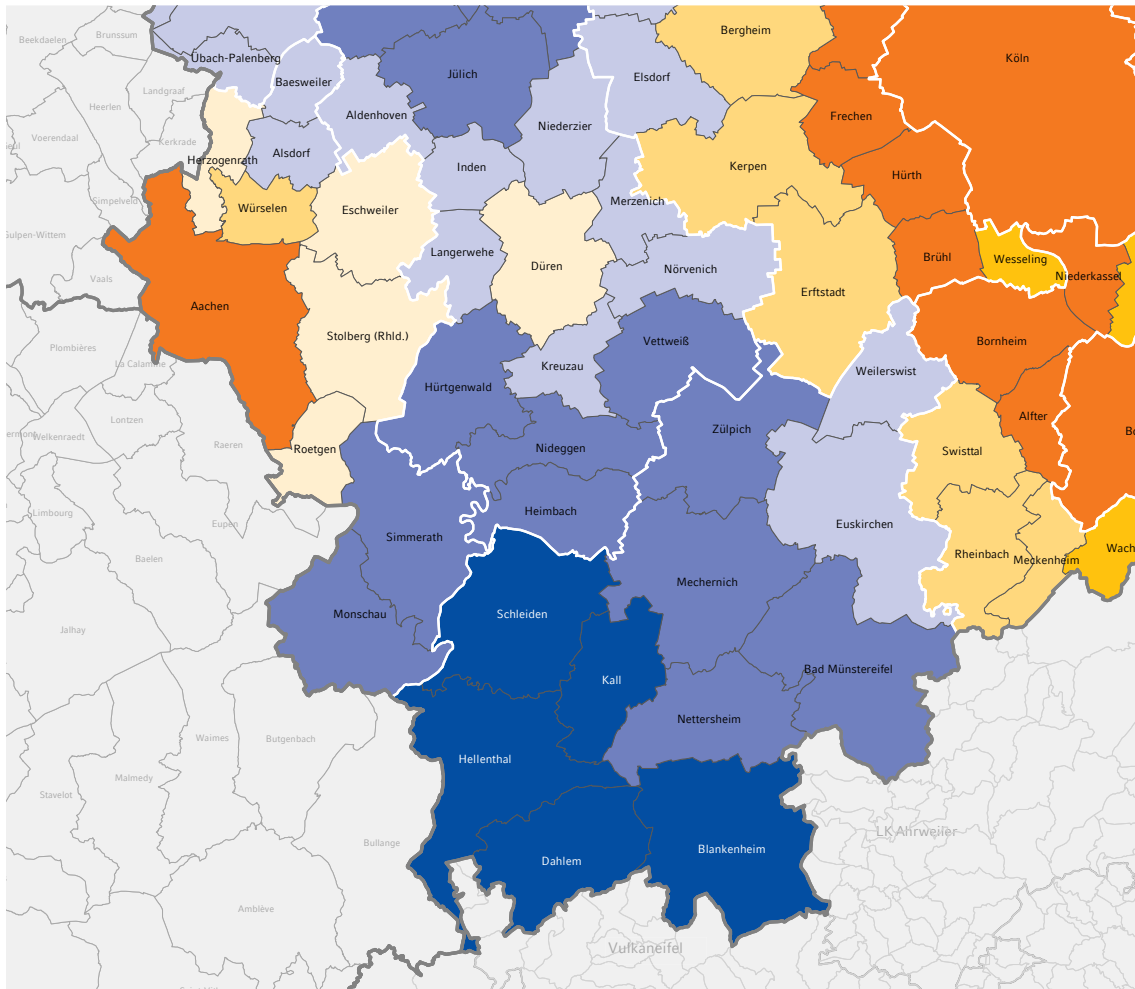 Bergheim
Beekdaelen
Brunssum
Übach-Palenberg
Köln
Jülich
Elsdorf
Baesweiler
Landgraaf
Heerlen
Aldenhoven
Frechen
Niederzier
Voerendaal
Kerkrade
Alsdorf
Herzogenrath
Inden
Kerpen
Hürth
Simpelveld
Würselen
Eschweiler
Merzenich
Gulpen-Wittem
Langerwehe
Düren
Nörvenich
Brühl
Wesseling
Vaals
Niederkassel
Erftstadt
Aachen
Stolberg (Rhld.)
Vettweiß
Bornheim
Plombières
La Calamine
Kreuzau
Weilerswist
Hürtgenwald
Alfter
Lontzen
Welkenraedt
Raeren
Zülpich
Roetgen
Nideggen
Swisttal
Limbourg
Heimbach
Eupen
Euskirchen
Simmerath
Baelen
Rheinbach
Meckenheim
Wach
Mechernich
Schleiden
Monschau
Jalhay
Bad Münstereifel
Kall
Nettersheim
Waimes
Butgenbach
Hellenthal
Malmedy
Stavelot
LK Ahrweiler
Bullange
Blankenheim
Dahlem
Amblève
Vulkaneifel